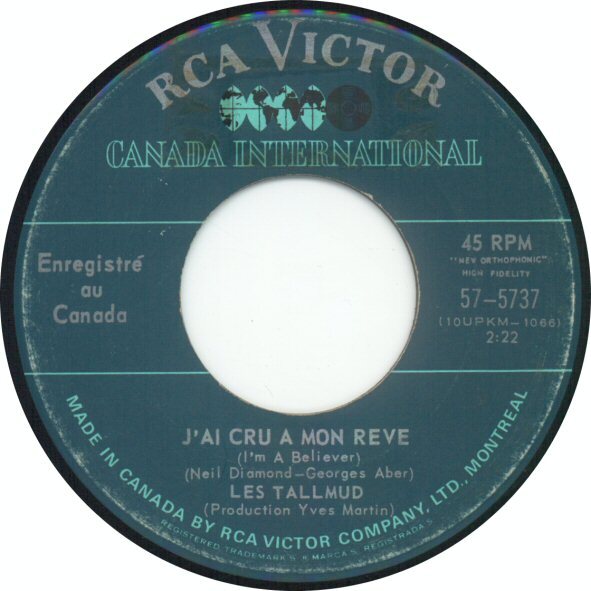 RCA VICTOR
CANADA INTERNATIONAL
Enregistré
au
Canada
45 RPM
"NEW ORTHOPHONIC"
HIGH FIDELITY
57-5737
(10UPKM-1066)
2:22
J'AI CRU A MON REVE
(I'm A Believer)
(Neil Diamond-Georges Aber)
LES TALLMUD
(Production Yves Martin)
MADE IN CANADA BY RCA VICTOR COMPANY, LTD., MONTREAL
REGISTERED TRADEMARKS. MARCAS REGISTRADAS